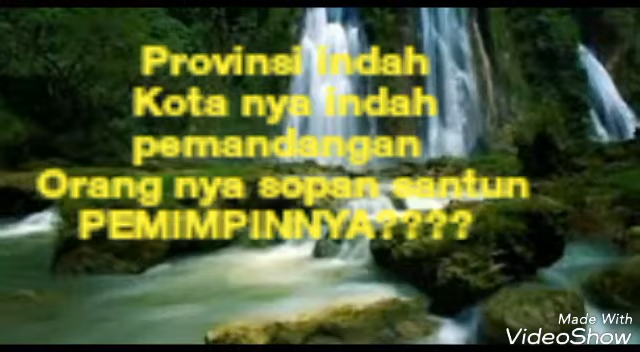 Provinsi indah
Kota nya indah
pemandangan
Orang nya sopan santun
PEMIMPINNYA????
Made With
VideoShow